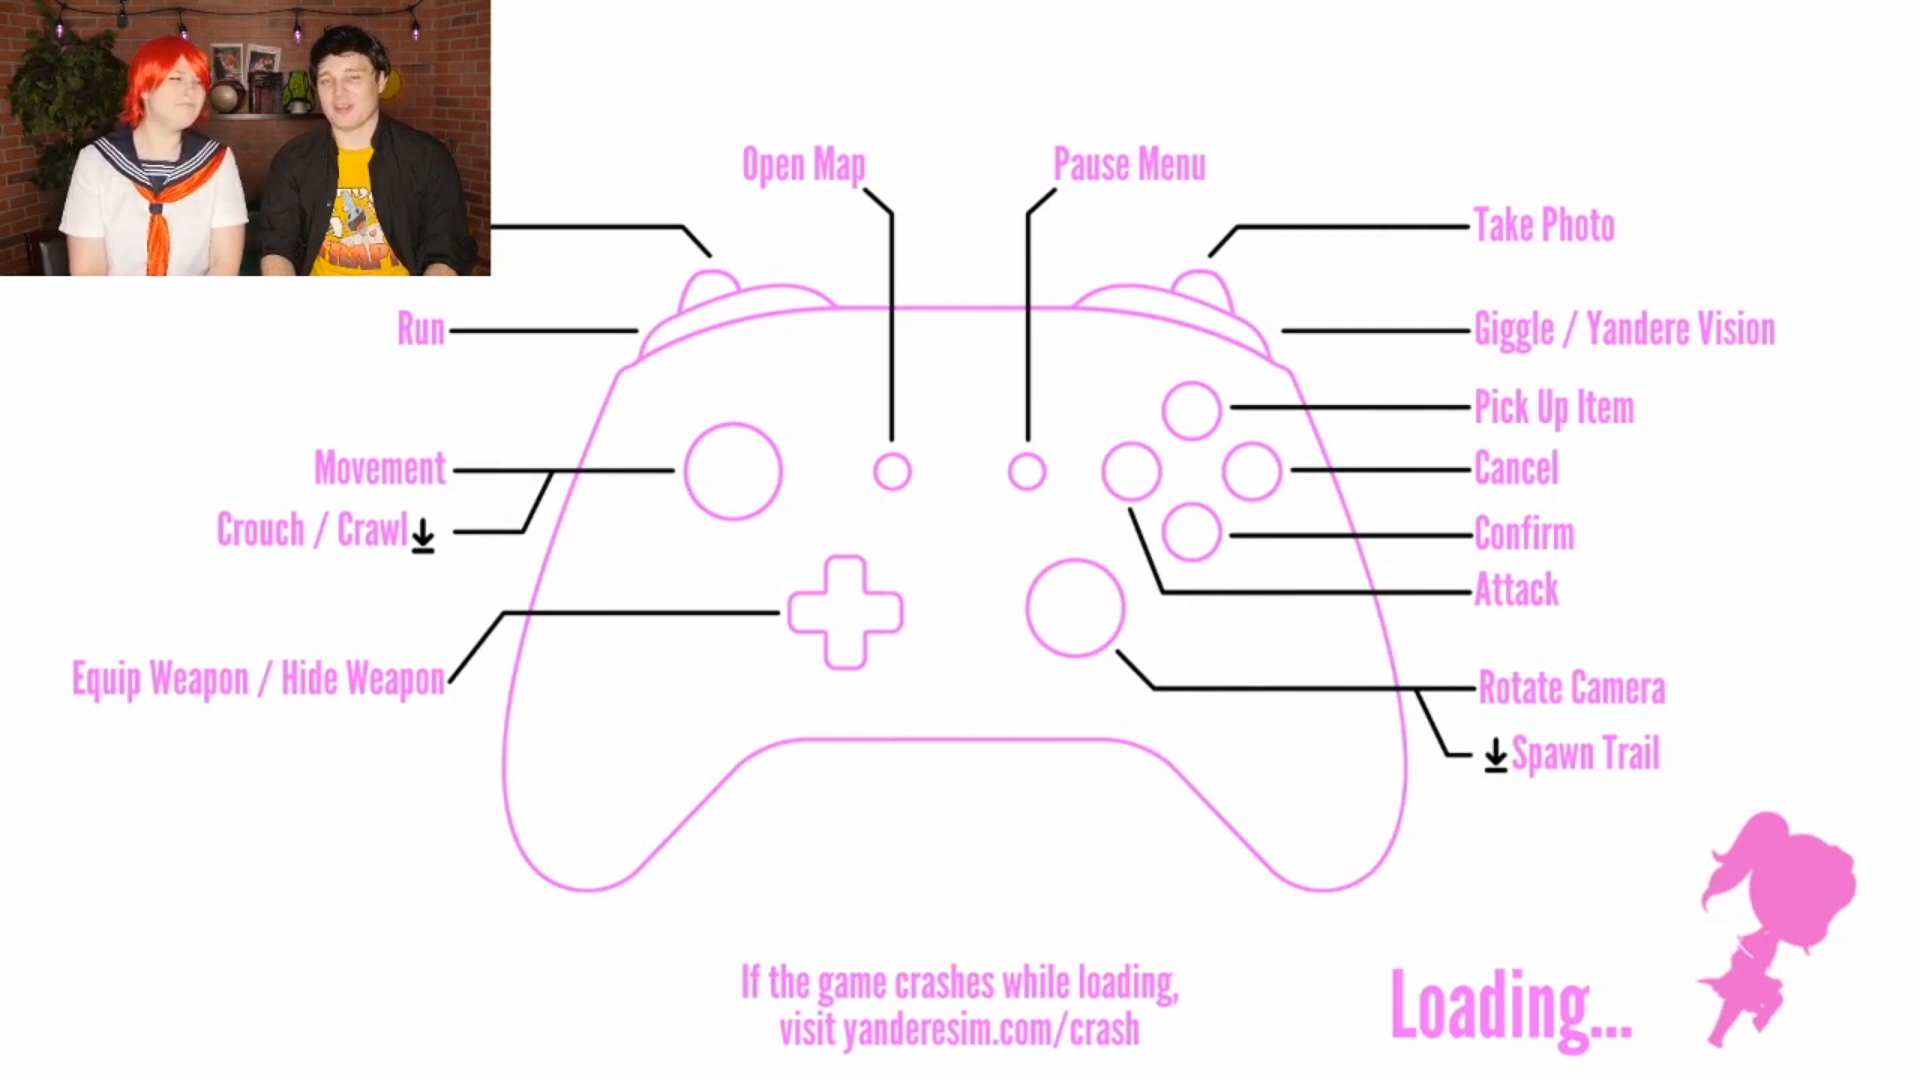 Open Map
Pause Menu
Take Photo
Run
Giggle / Yandere Vision
Pick Up Item
Movement
Cancel
Crouch / Crawl
Confirm
Attack
Equip Weapon / Hide Weapon
Rotate Camera
Spawn Trail
If the game crashes while loading,
visit yanderesim.com/crash
Loading...